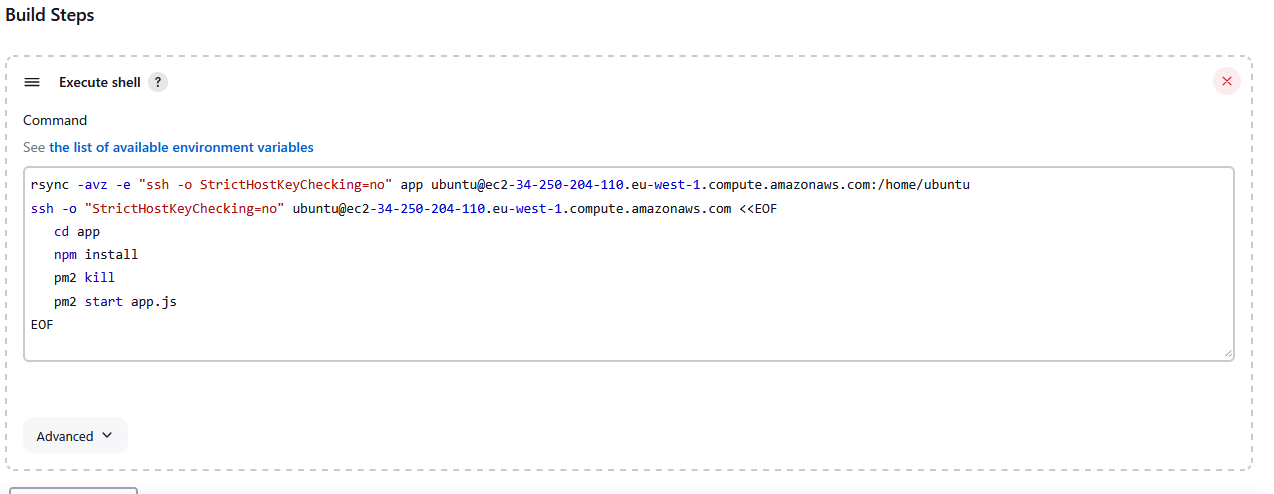 Build Steps
Execute shell ?
Command
See the list of available environment variables
rsync -avz -e "ssh -o StrictHostKeyChecking=no" app ubuntu@ec2-34-250-204-110.eu-west-1.compute.amazonaws.com:/home/ubuntu
ssh -o "StrictHostKeyChecking=no" ubuntu@ec2-34-250-204-110.eu-west-1.compute.amazonaws.com <<EOF
   cd app
   npm install
   pm2 kill
   pm2 start app.js
EOF
Advanced